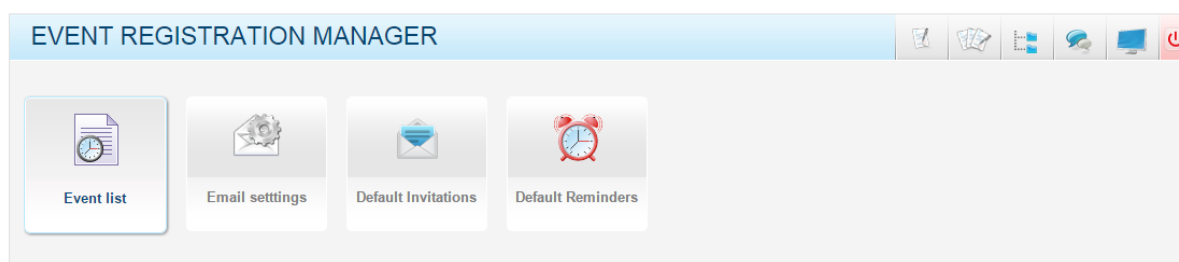 EVENT REGISTRATION MANAGER
Event list
Email setttings
Default Invitations
Default Reminders